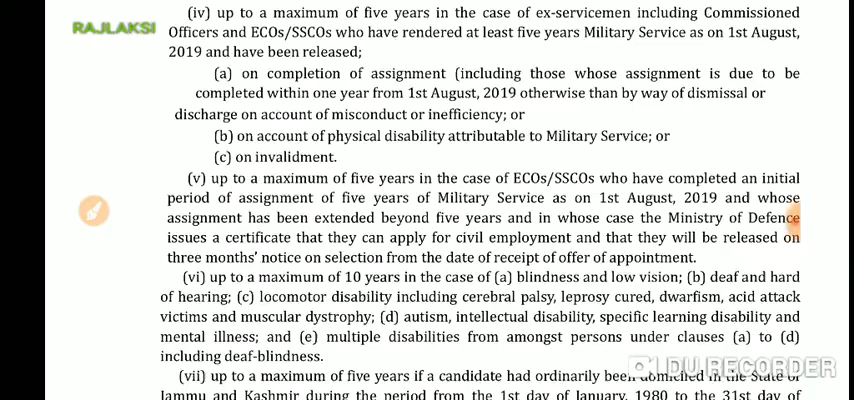 RAJLAKSI
(iv) up to a maximum of five years in the case of ex-servicemen including Commissioned
Officers and ECOs/SSCOs who have rendered at least five years Military Service as on 1st August,
2019 and have been released;
(a) on completion of assignment (including those whose assignment is due to be
completed within one year from 1st August, 2019 otherwise than by way of dismissal or
discharge on account of misconduct or inefficiency; or
(b) on account of physical disability attributable to Military Service; or
(c) on invalidment.
(v) up to a maximum of five years in the case of ECOs/SSCOs who have completed an initial
period of assignment of five years of Military Service as on 1st August, 2019 and whose
assignment has been extended beyond five years and in whose case the Ministry of Defence
issues a certificate that they can apply for civil employment and that they will be released on
three months' notice on selection from the date of receipt of offer of appointment.
(vi) up to a maximum of 10 years in the case of (a) blindness and low vision; (b) deaf and hard
of hearing; (c) locomotor disability including cerebral palsy, leprosy cured, dwarfism, acid attack
victims and muscular dystrophy; (d) autism, intellectual disability, specific learning disability and
mental illness; and (e) multiple disabilities from amongst persons under clauses (a) to (d)
including deaf-blindness.
DU RECORDER
(vii) up to a maximum of five years if a candidate had ordinarily been domiciled in the State of
Jammu and Kashmir during the period from the 1st day of January, 1980 to the 31st day of